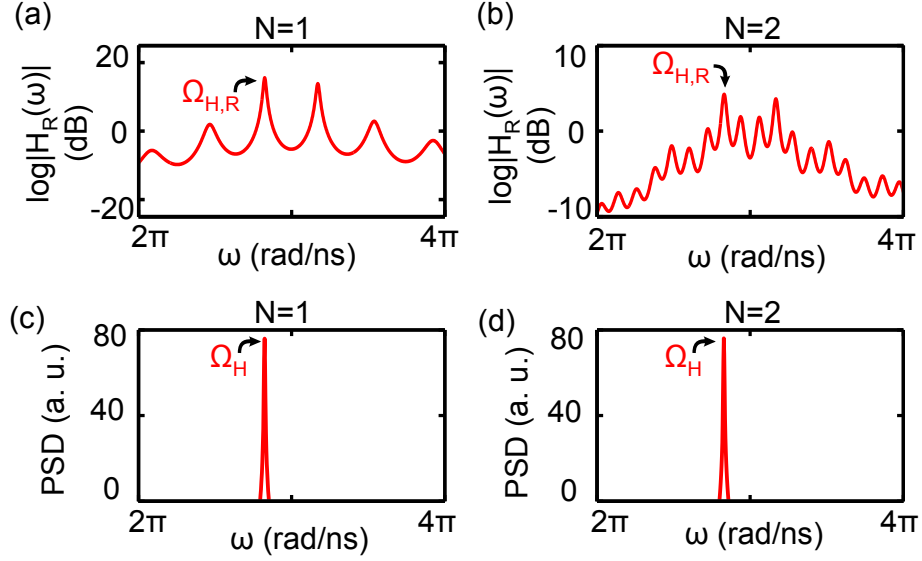 (a)
N=1
20
0
-20
log|H_R(ω)|
(dB)
Ω_H,R
2π
4π
ω (rad/ns)
(b)
N=2
10
0
-10
log|H_R(ω)|
(dB)
Ω_H,R
2π
4π
ω (rad/ns)
(c)
N=1
80
40
0
PSD (a. u.)
Ω_H
2π
4π
ω (rad/ns)
(d)
N=2
80
40
0
PSD (a. u.)
Ω_H
2π
4π
ω (rad/ns)